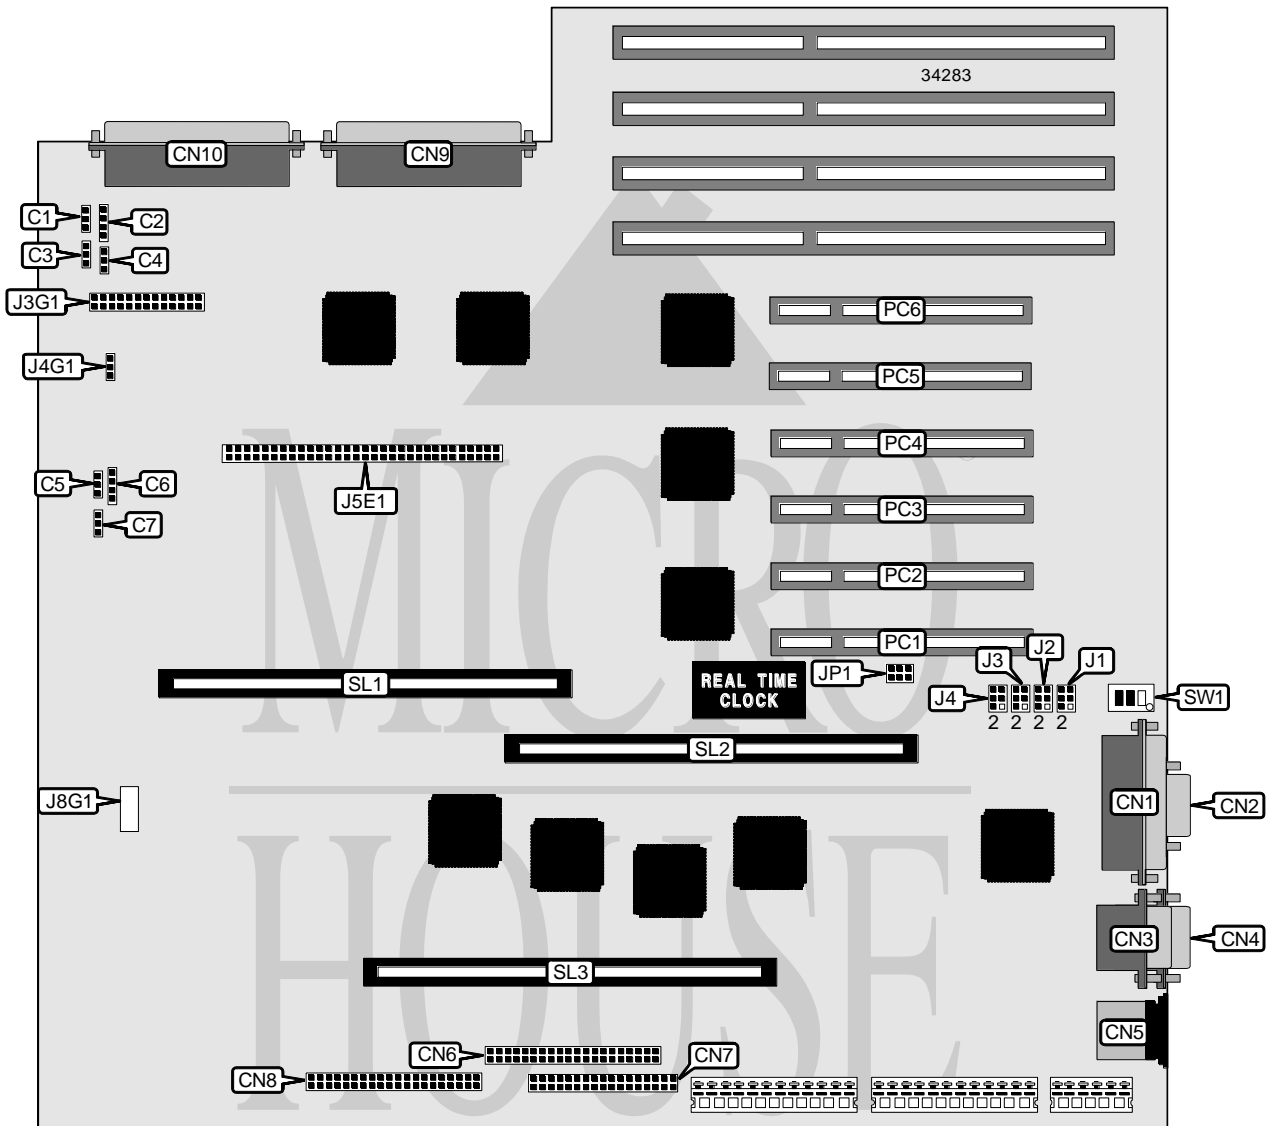 34283
CN10
CN9
C1
C2
C3
C4
J3G1
PC6
J4G1
PC5
PC4
C5
C6
J5E1
PC3
C7
PC2
PC1
J2
J3
J1
JP1
SL1
REAL TIME
CLOCK
J4
SW1
2 2 2 2
SL2
J8G1
CN1
CN2
CN3
CN4
SL3
CN5
CN6
CN7
CN8
MICRO
HOUSE